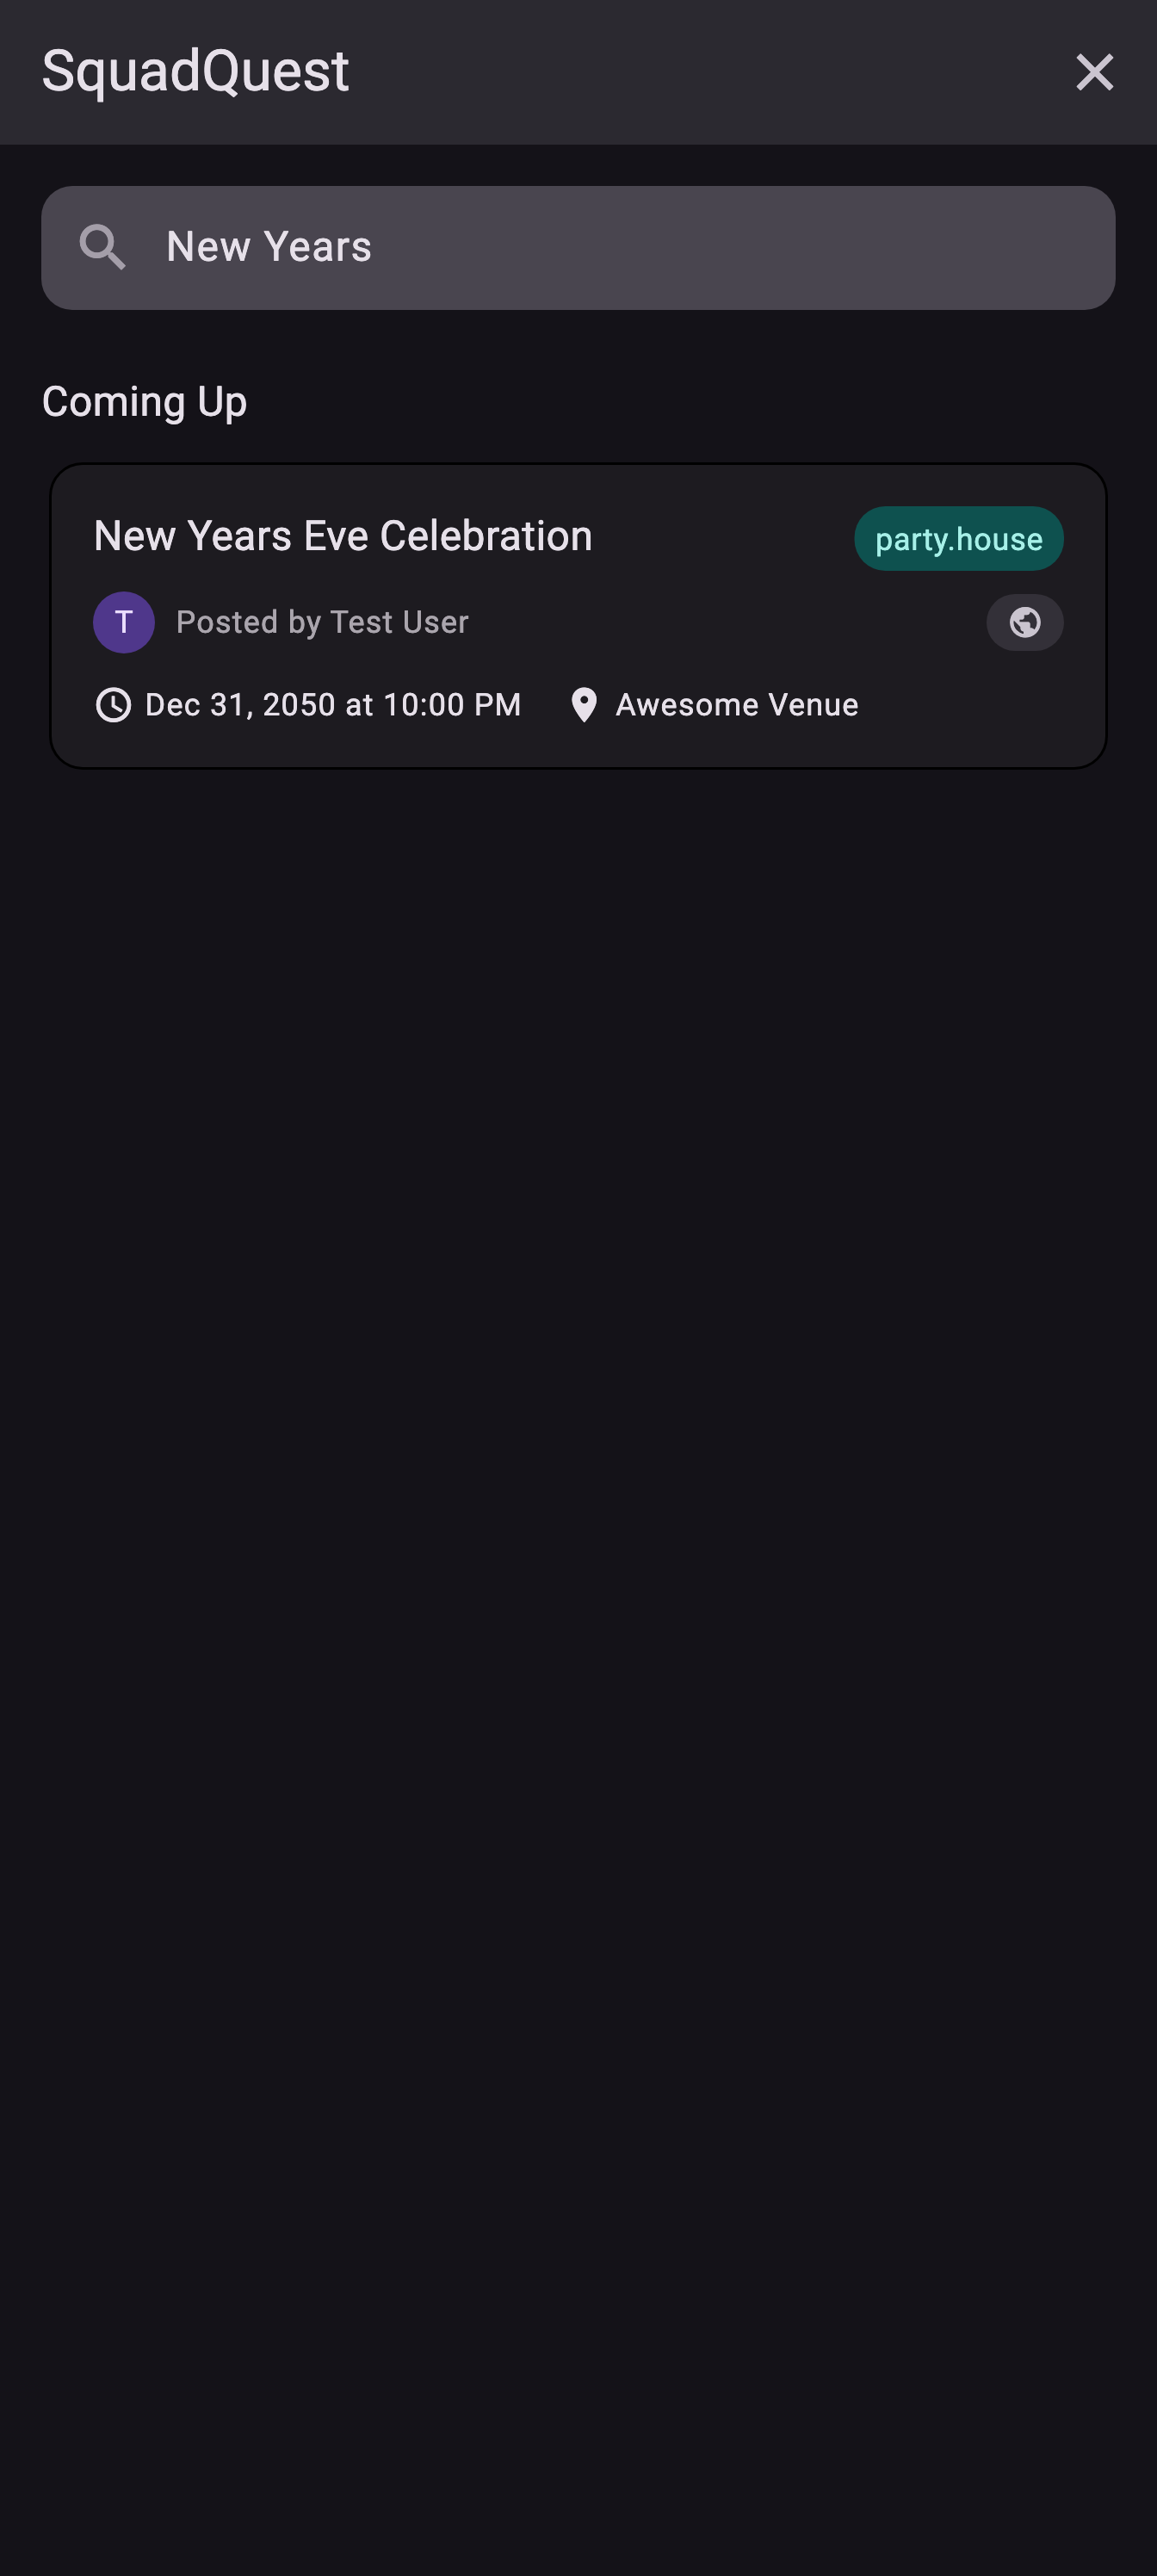 SquadQuest
New Years
Coming Up
New Years Eve Celebration
party.house
T
Posted by Test User
Dec 31, 2050 at 10:00 PM
Awesome Venue